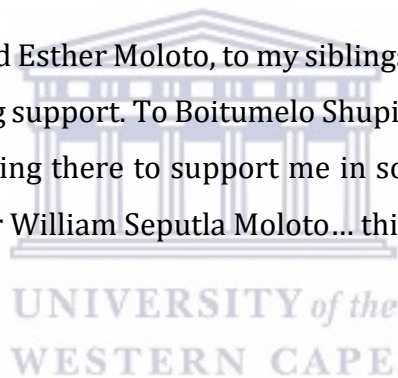 d Esther Moloto, to my siblings
g support. To Boitumelo Shupi
ing there to support me in so
r William Seputla Moloto… thi
UNIVERSITY of the
WESTERN CAPE